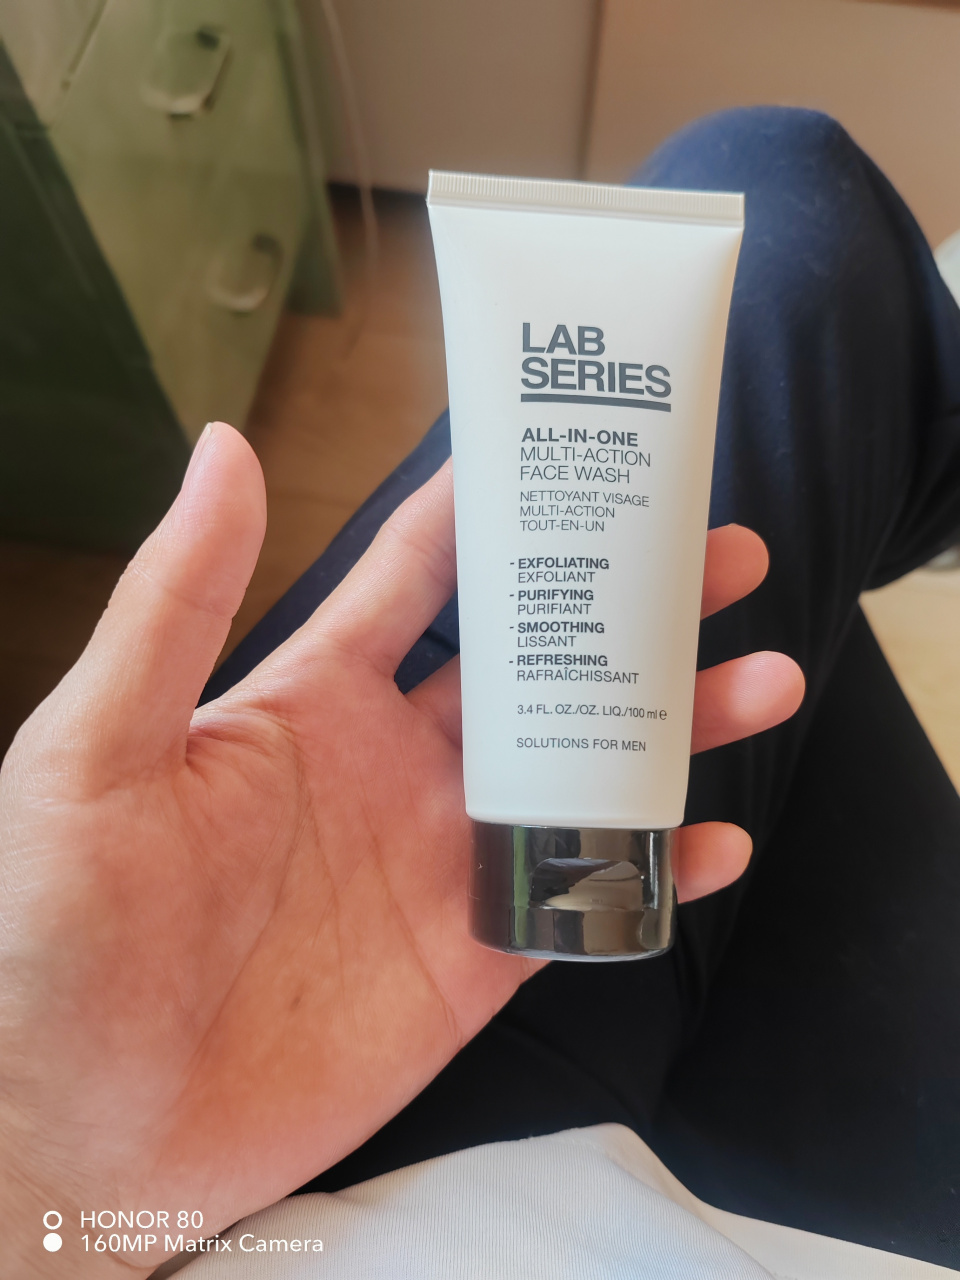 LAB
SERIES
ALL-IN-ONE
MULTI-ACTION
FACE WASH
NETTOYANT VISAGE
MULTI-ACTION
TOUT-EN-UN
- EXFOLIATING
EXFOLIANT
- PURIFYING
PURIFIANT
- SMOOTHING
LISSANT
- REFRESHING
RAFRAÎCHISSANT
3.4 FL. OZ./OZ. LIQ./100 ml ℮
SOLUTIONS FOR MEN
HONOR 80
160MP Matrix Camera